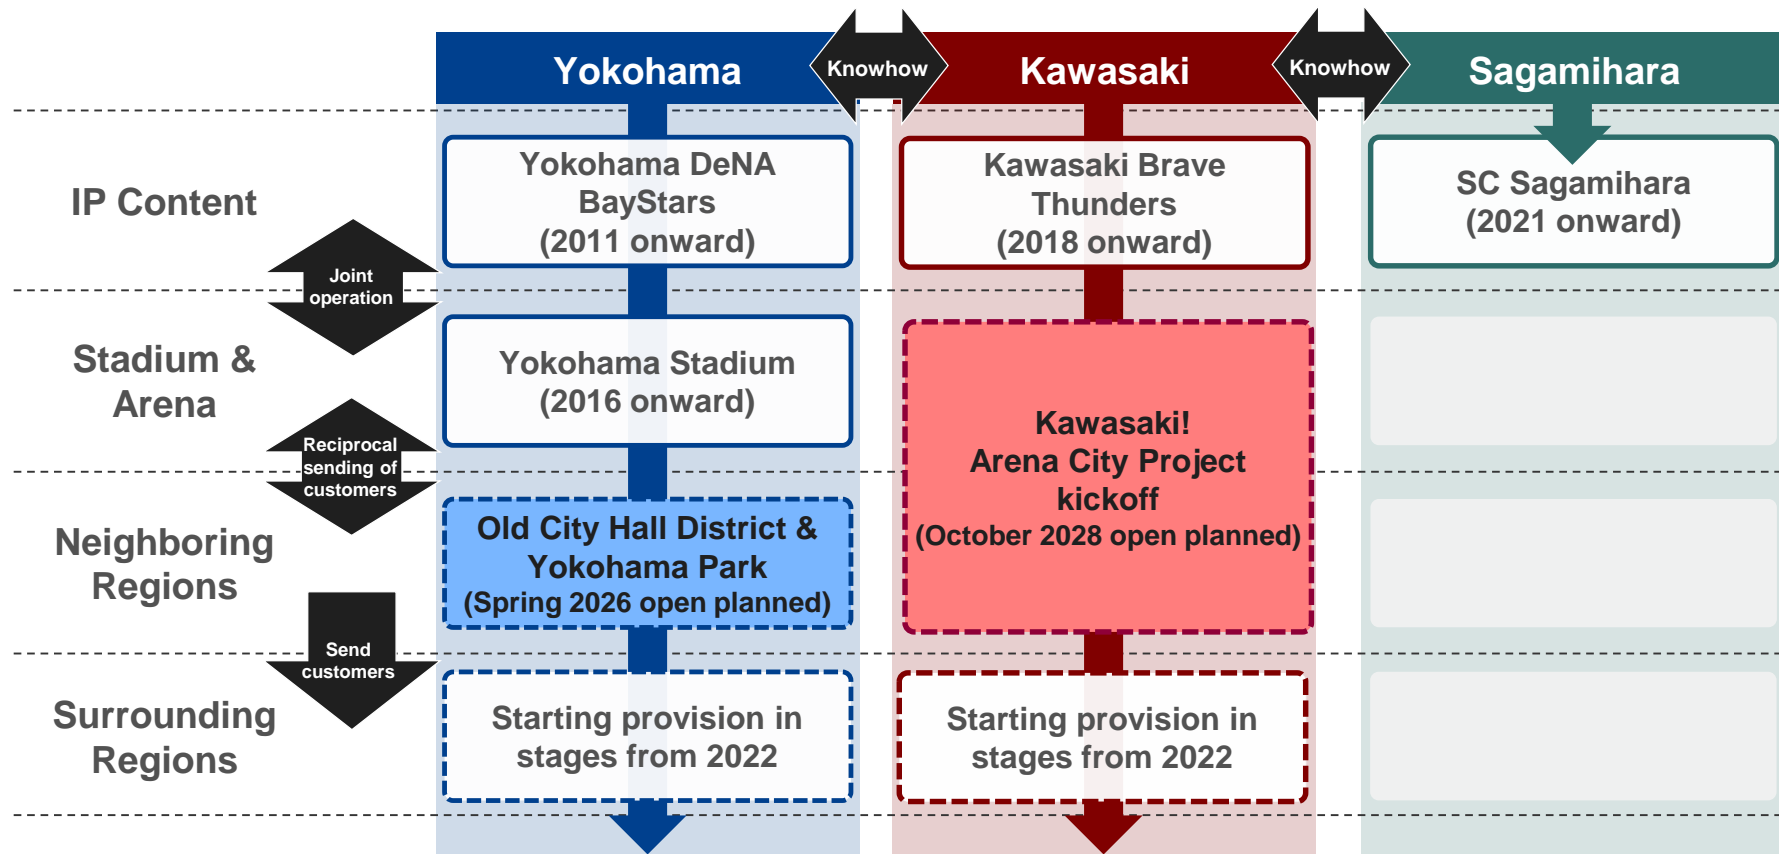 Yokohama
Knowhow
Kawasaki
Knowhow
Sagamihara
IP Content
Yokohama DeNA
BayStars
(2011 onward)
Kawasaki Brave
Thunders
(2018 onward)
SC Sagamihara
(2021 onward)
Joint
operation
Stadium &
Arena
Yokohama Stadium
(2016 onward)
Kawasaki!
Arena City Project
kickoff
(October 2028 open planned)
Reciprocal
sending of
customers
Neighboring
Regions
Old City Hall District &
Yokohama Park
(Spring 2026 open planned)
Send
customers
Surrounding
Regions
Starting provision in
stages from 2022
Starting provision in
stages from 2022